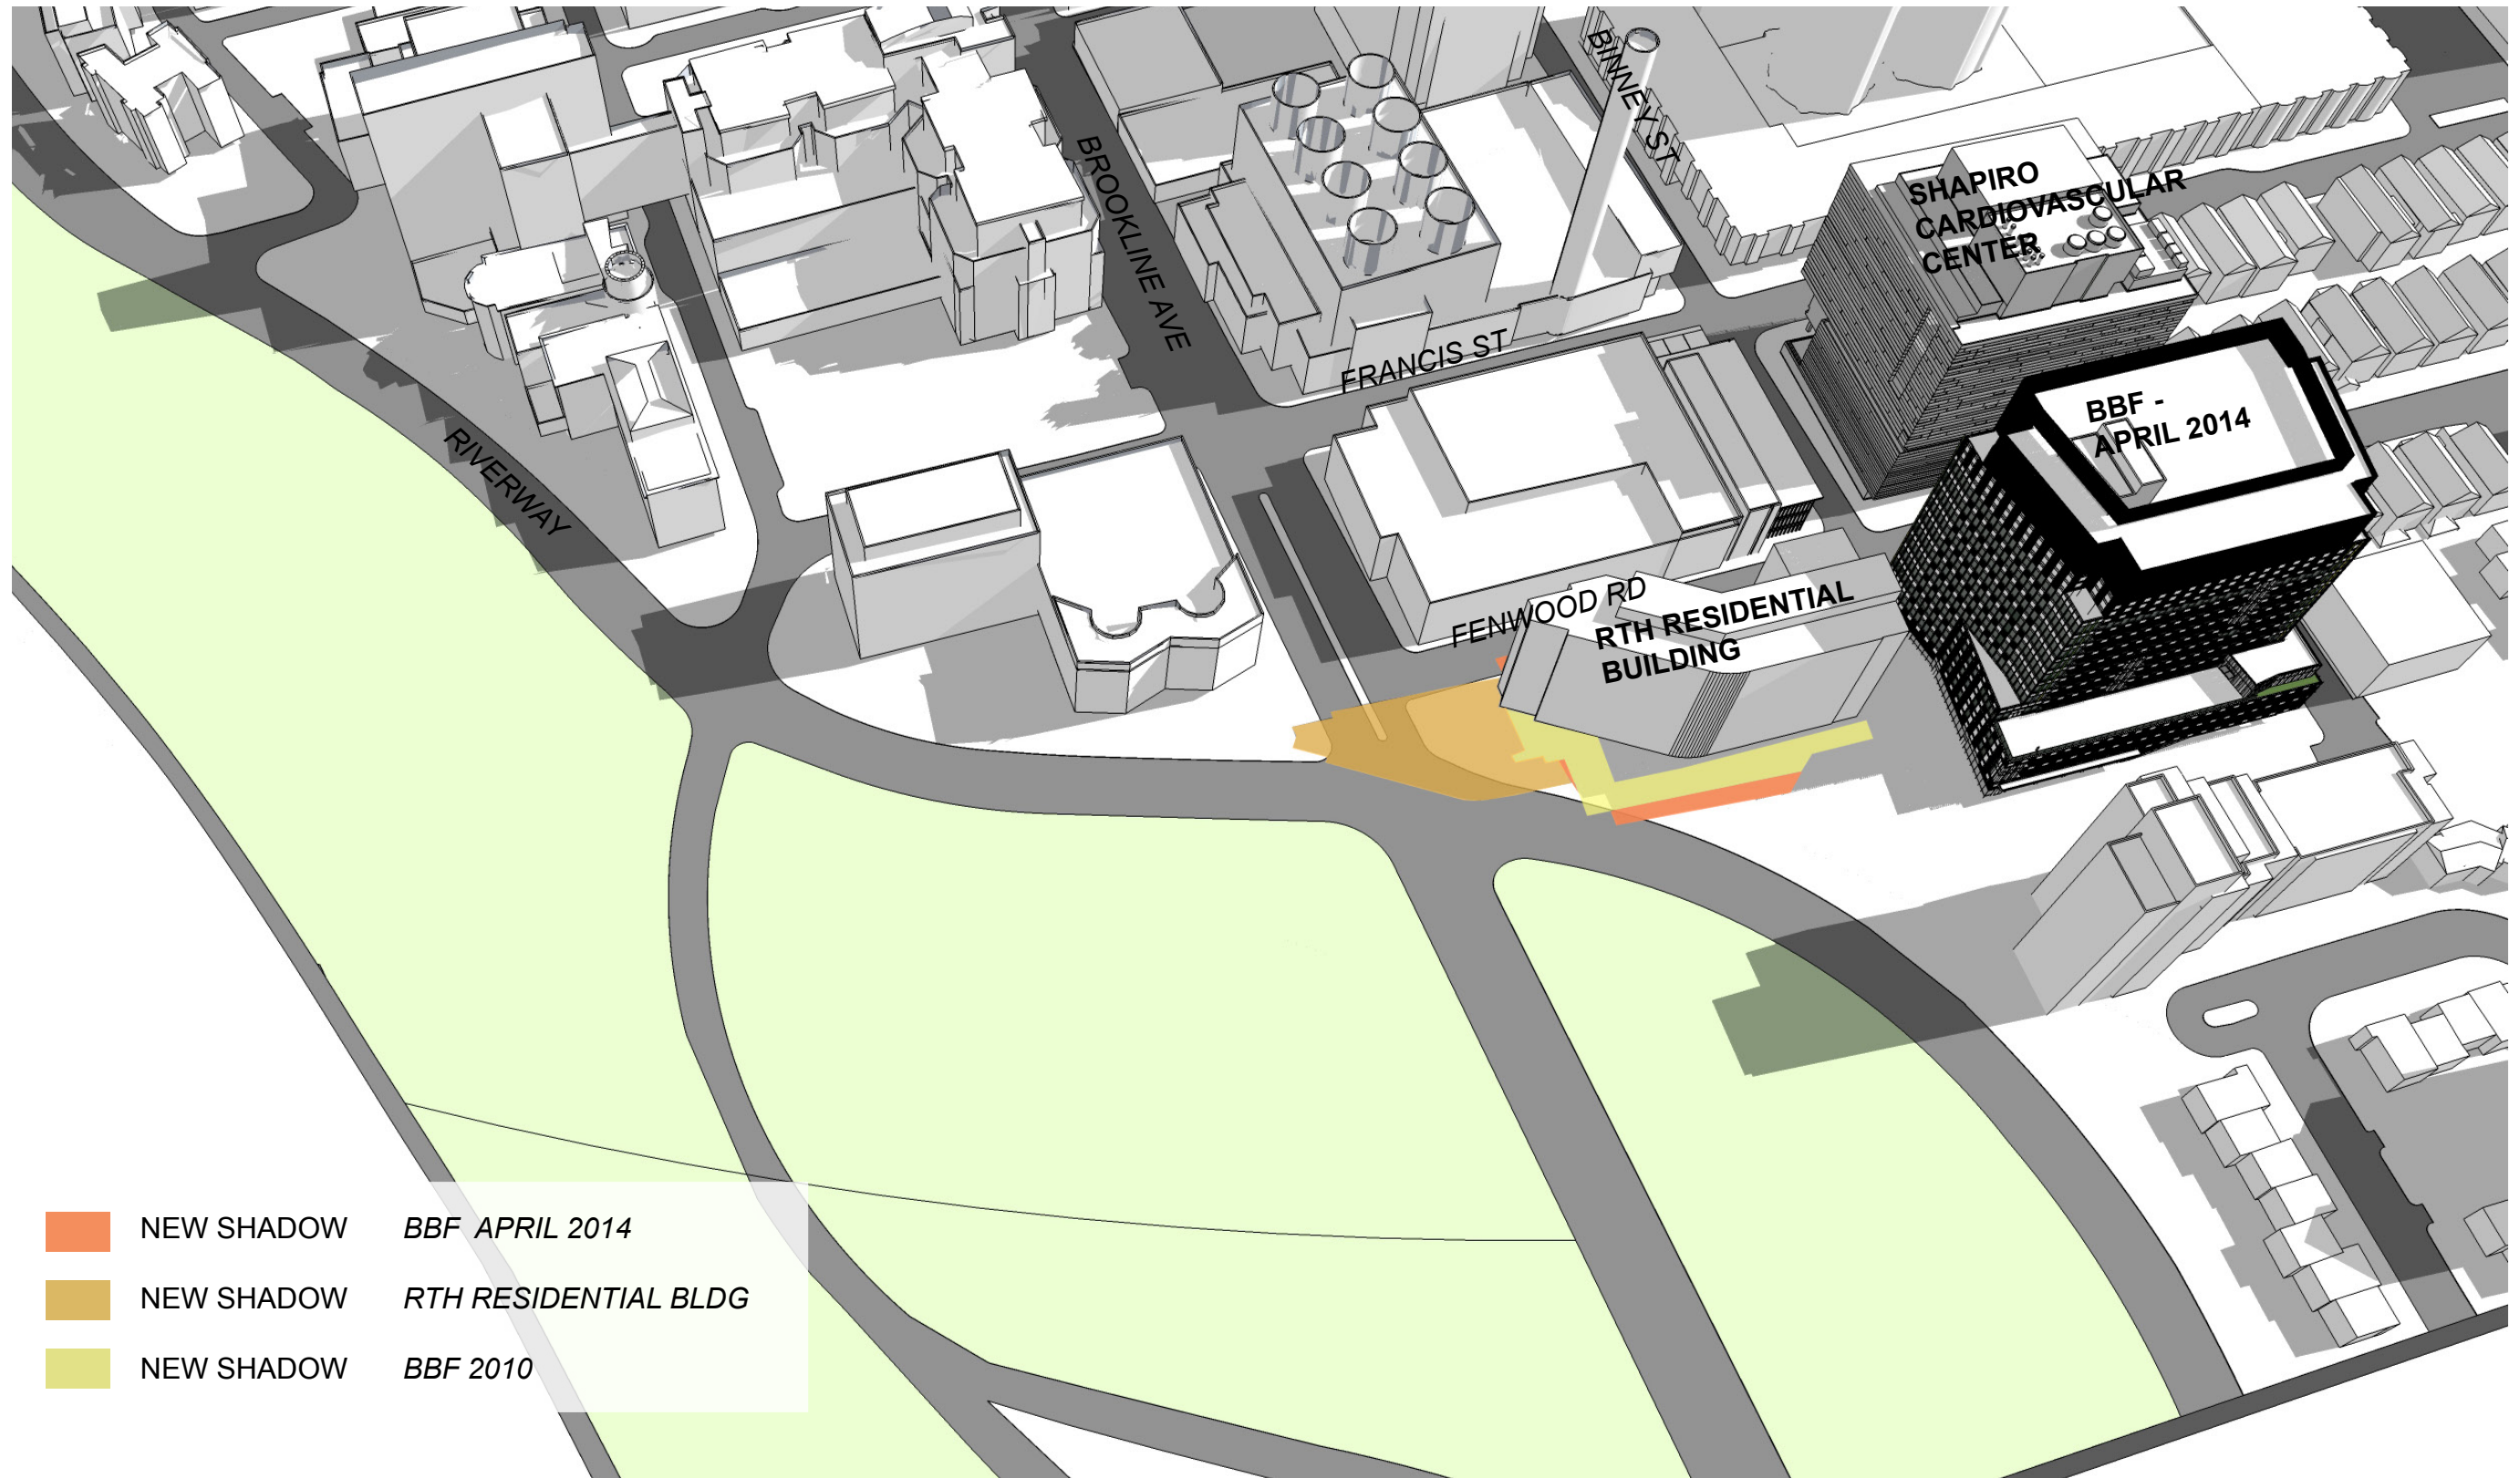 BINNEY ST
BROOKLINE AVE
SHAPIRO
CARDIOVASCULAR
CENTER
FRANCIS ST
BBF -
APRIL 2014
RIVERWAY
FENWOOD RD
RTH RESIDENTIAL
BUILDING
NEW SHADOW BBF APRIL 2014
NEW SHADOW RTH RESIDENTIAL BLDG
NEW SHADOW BBF 2010